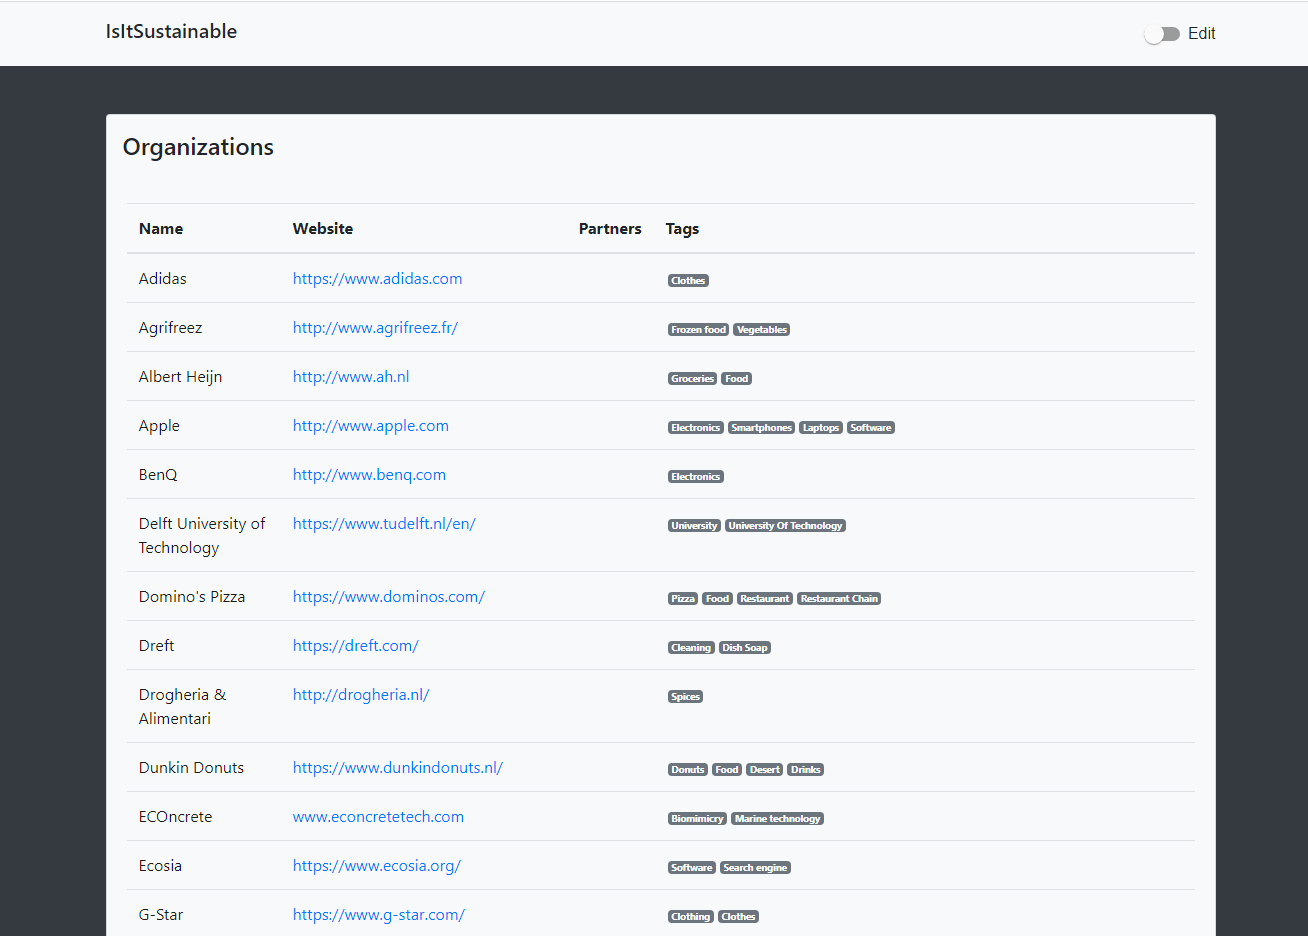 IsItSustainable
Edit
Organizations
Name Website Partners Tags
Adidas https://www.adidas.com Clothes
Agrifreez http://www.agrifreez.fr/ Frozen food Vegetables
Albert Heijn http://www.ah.nl Groceries Food
Apple http://www.apple.com Electronics Smartphones Laptops Software
BenQ http://www.benq.com Electronics
Delft University of https://www.tudelft.nl/en/ University University Of Technology
Technology
Domino's Pizza https://www.dominos.com/ Pizza Food Restaurant Restaurant Chain
Dreft https://dreft.com/ Cleaning Dish Soap
Drogheria & http://drogheria.nl/ Spices
Alimentari
Dunkin Donuts https://www.dunkindonuts.nl/ Donuts Food Desert Drinks
ECOncrete www.econcretetech.com Biomimicry Marine technology
Ecosia https://www.ecosia.org/ Software Search engine
G-Star https://www.g-star.com/ Clothing Clothes